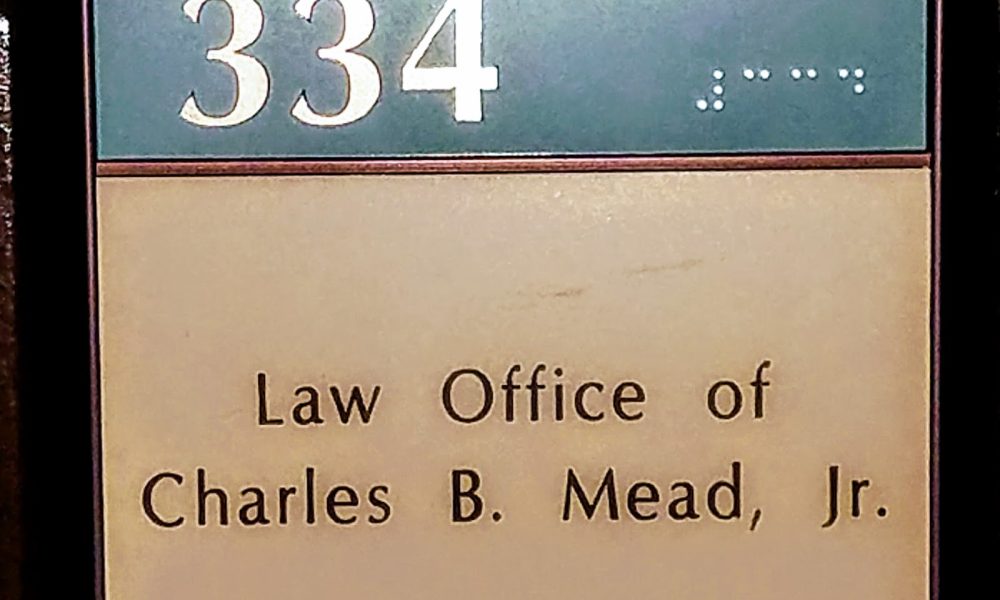 334
⠼⠉⠉⠙
Law Office of
Charles B. Mead, Jr.